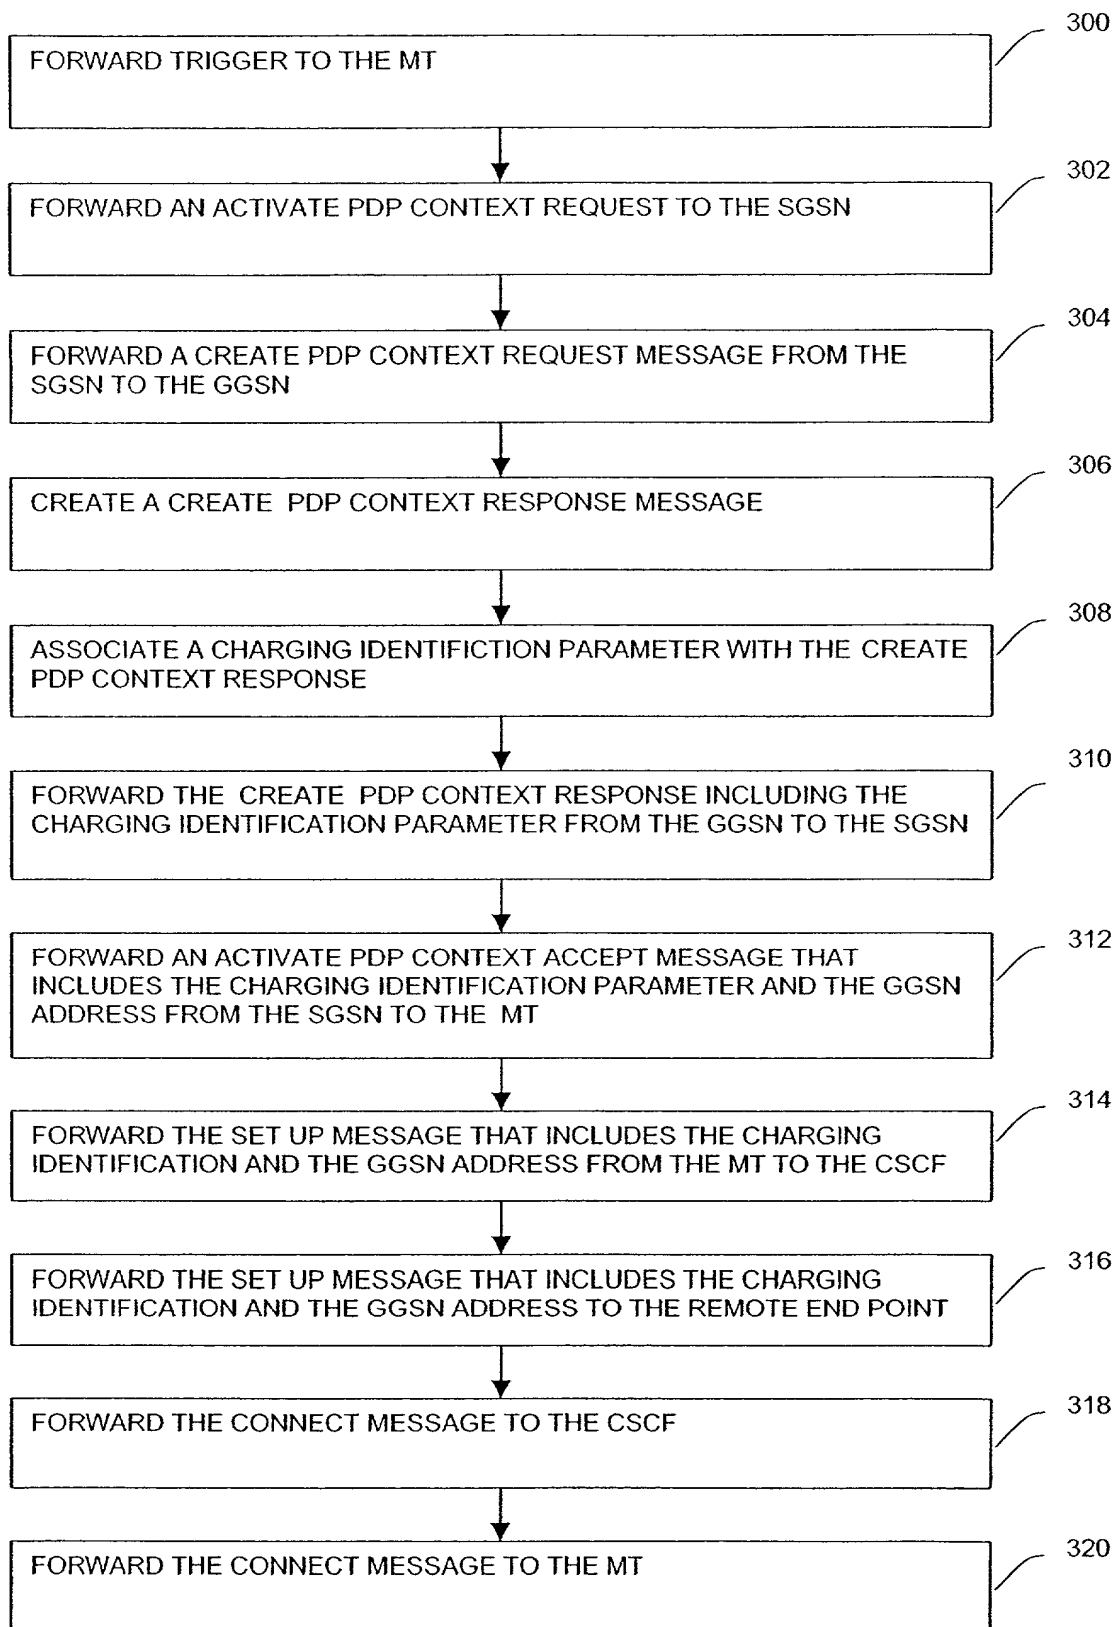 300
FORWARD TRIGGER TO THE MT
302
FORWARD AN ACTIVATE PDP CONTEXT REQUEST TO THE SGSN
304
FORWARD A CREATE PDP CONTEXT REQUEST MESSAGE FROM THE
SGSN TO THE GGSN
306
CREATE A CREATE PDP CONTEXT RESPONSE MESSAGE
308
ASSOCIATE A CHARGING IDENTIFICTION PARAMETER WITH THE CREATE
PDP CONTEXT RESPONSE
310
FORWARD THE CREATE PDP CONTEXT RESPONSE INCLUDING THE
CHARGING IDENTIFICATION PARAMETER FROM THE GGSN TO THE SGSN
312
FORWARD AN ACTIVATE PDP CONTEXT ACCEPT MESSAGE THAT
INCLUDES THE CHARGING IDENTIFICATION PARAMETER AND THE GGSN
ADDRESS FROM THE SGSN TO THE MT
314
FORWARD THE SET UP MESSAGE THAT INCLUDES THE CHARGING
IDENTIFICATION AND THE GGSN ADDRESS FROM THE MT TO THE CSCF
316
FORWARD THE SET UP MESSAGE THAT INCLUDES THE CHARGING
IDENTIFICATION AND THE GGSN ADDRESS TO THE REMOTE END POINT
318
FORWARD THE CONNECT MESSAGE TO THE CSCF
320
FORWARD THE CONNECT MESSAGE TO THE MT